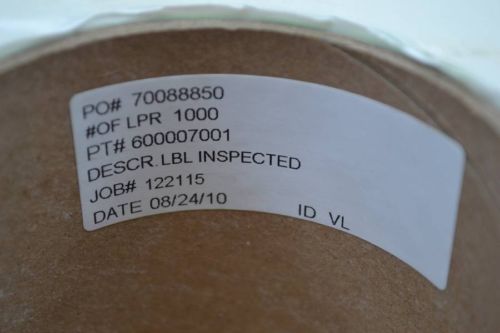 PO# 70088850
#OF LPR 1000
PT# 600007001
DESCR. LBL INSPECTED
JOB# 122115
DATE 08/24/10 ID VL